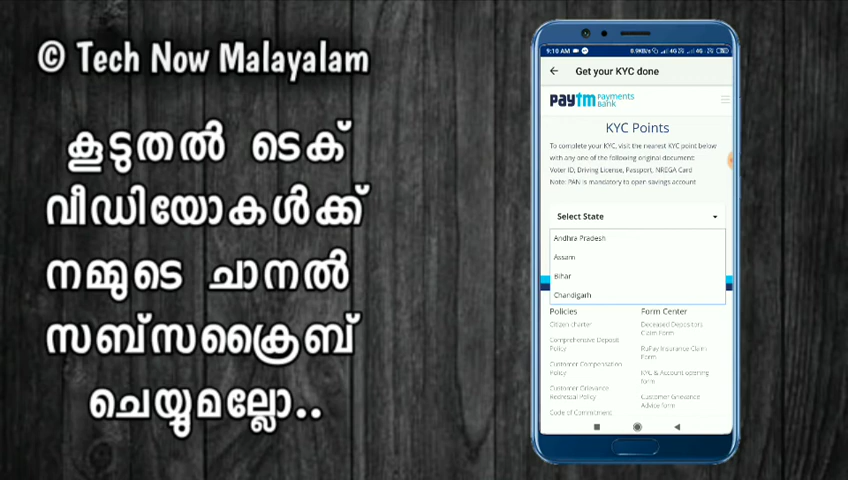 © Tech Now Malayalam
കൂടുതൽ ടെക്
വീഡിയോകൾക്ക്
നമ്മുടെ ചാനൽ
സബ്സക്രൈബ്
ചെയ്യുമല്ലോ..
9:10 AM
Get your KYC done
paytm Payments Bank
KYC Points
To complete your KYC, visit the nearest KYC point below
with any one of the following original document:
Voter ID, Driving License, Passport, NREGA Card
Note: PAN is mandatory to open savings account
Select State
Andhra Pradesh
Assam
Bihar
Chandigarh
Policies
Citizen charter
Comprehensive Deposit
Policy
Customer Compensation
Policy
Customer Grievance
Redressal Policy
Code of Commitment
Form Center
Deceased Depositors
Claim Form
RuPay Insurance Claim
Form
KYC & Account opening
form
Customer Grievance
Advice form